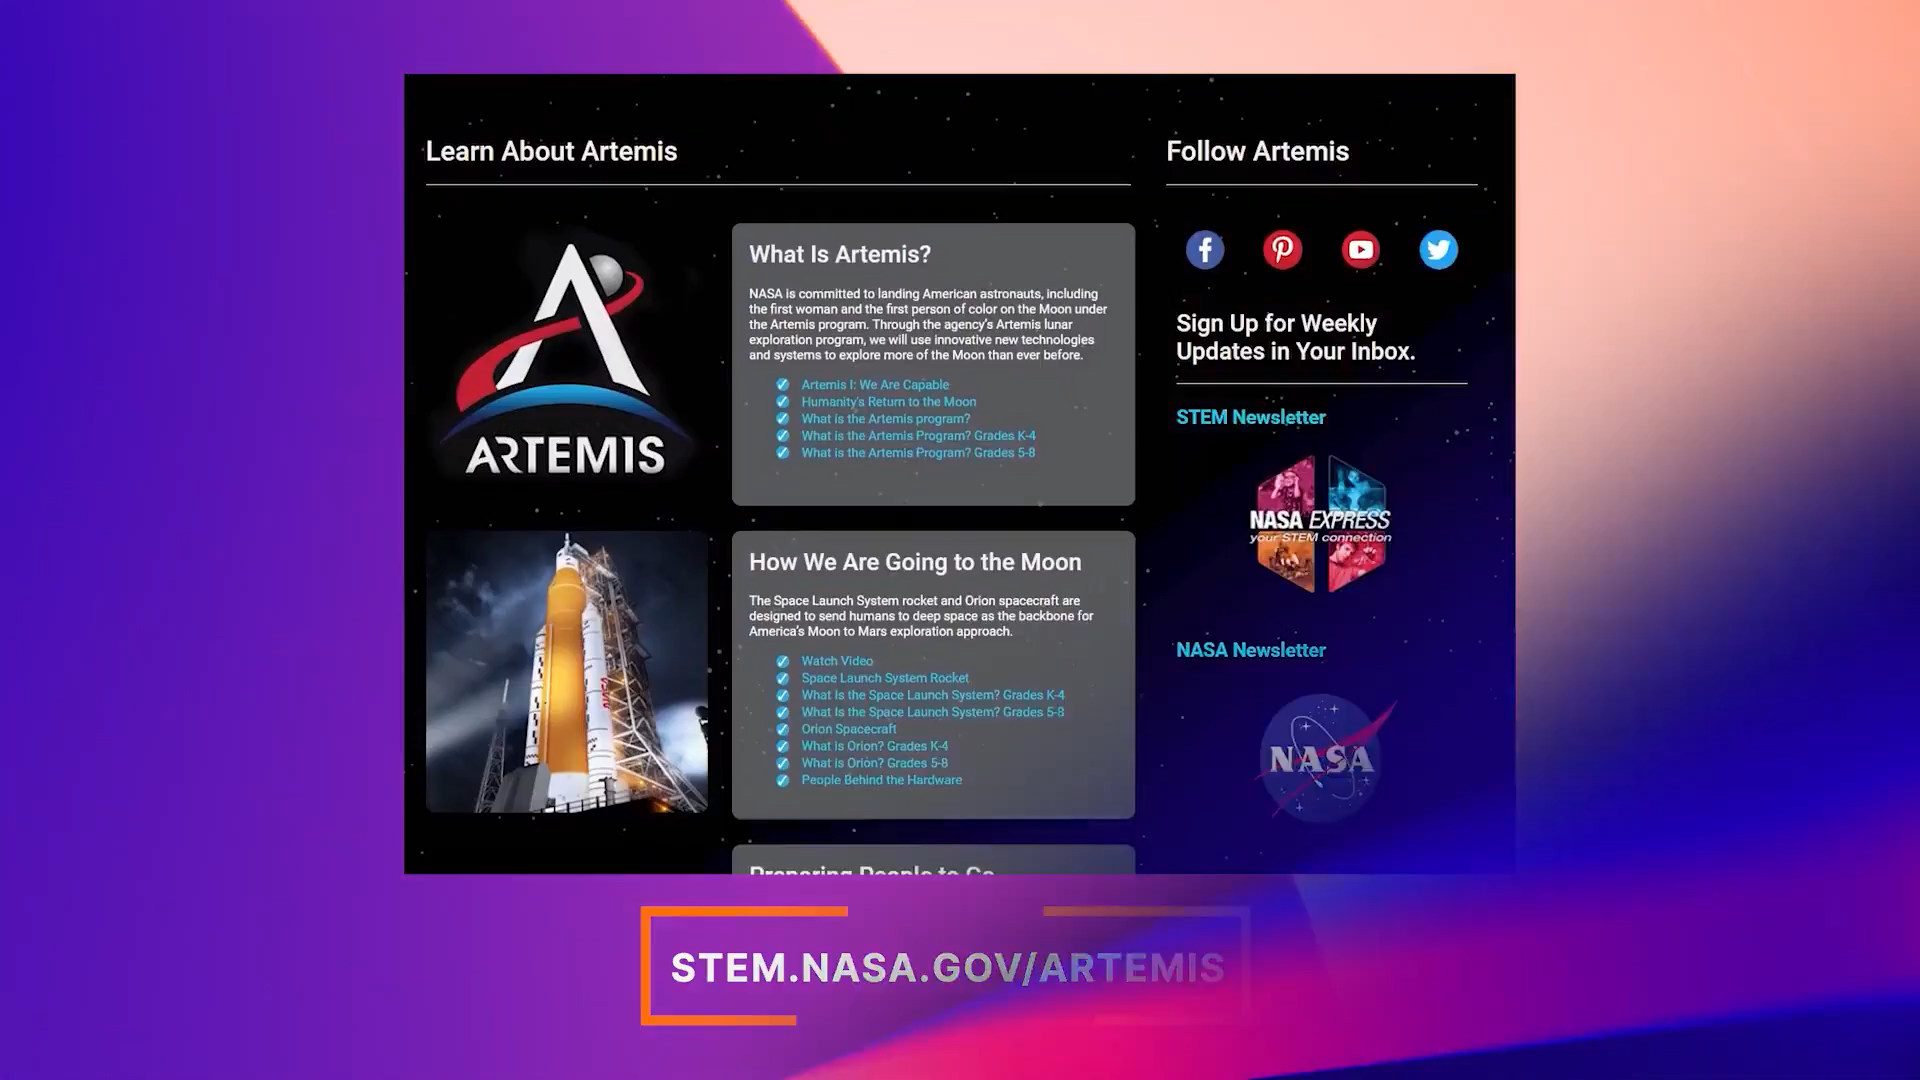 Learn About Artemis
ARTEMIS
What Is Artemis?
NASA is committed to landing American astronauts, including
the first woman and the first person of color on the Moon under
the Artemis program. Through the agency's Artemis lunar
exploration program, we will use innovative new technologies
and systems to explore more of the Moon than ever before.
Artemis I: We Are Capable
Humanity's Return to the Moon
What is the Artemis program?
What is the Artemis Program? Grades K-4
What is the Artemis Program? Grades 5-8
How We Are Going to the Moon
The Space Launch System rocket and Orion spacecraft are
designed to send humans to deep space as the backbone for
America's Moon to Mars exploration approach.
Watch Video
Space Launch System Rocket
What Is the Space Launch System? Grades K-4
What Is the Space Launch System? Grades 5-8
Orion Spacecraft
What is Orion? Grades K-4
What is Orion? Grades 5-8
People Behind the Hardware
Preparing People to Go
Follow Artemis
Sign Up for Weekly
Updates in Your Inbox.
STEM Newsletter
NASA EXPRESS
your STEM connection
NASA Newsletter
NASA
STEM.NASA.GOV/ARTEMIS